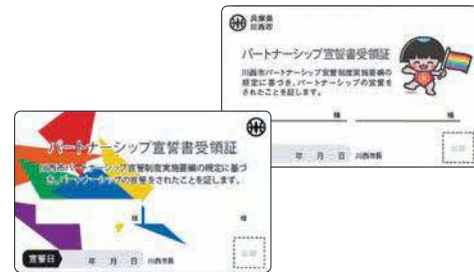 兵庫県
川西市
パートナーシップ宣誓書受領証
川西市パートナーシップ宣誓制度実施要綱の
規定に基づき、パートナーシップの宣誓を
されたことを証します。
様 様
年 月 日 川西市長
パートナーシップ宣誓書受領証
川西市パートナーシップ宣誓制度実施要綱の規定に基づ
き、パートナーシップの宣誓をされたことを証します。
様 様
宣誓日 年 月 日 川西市長